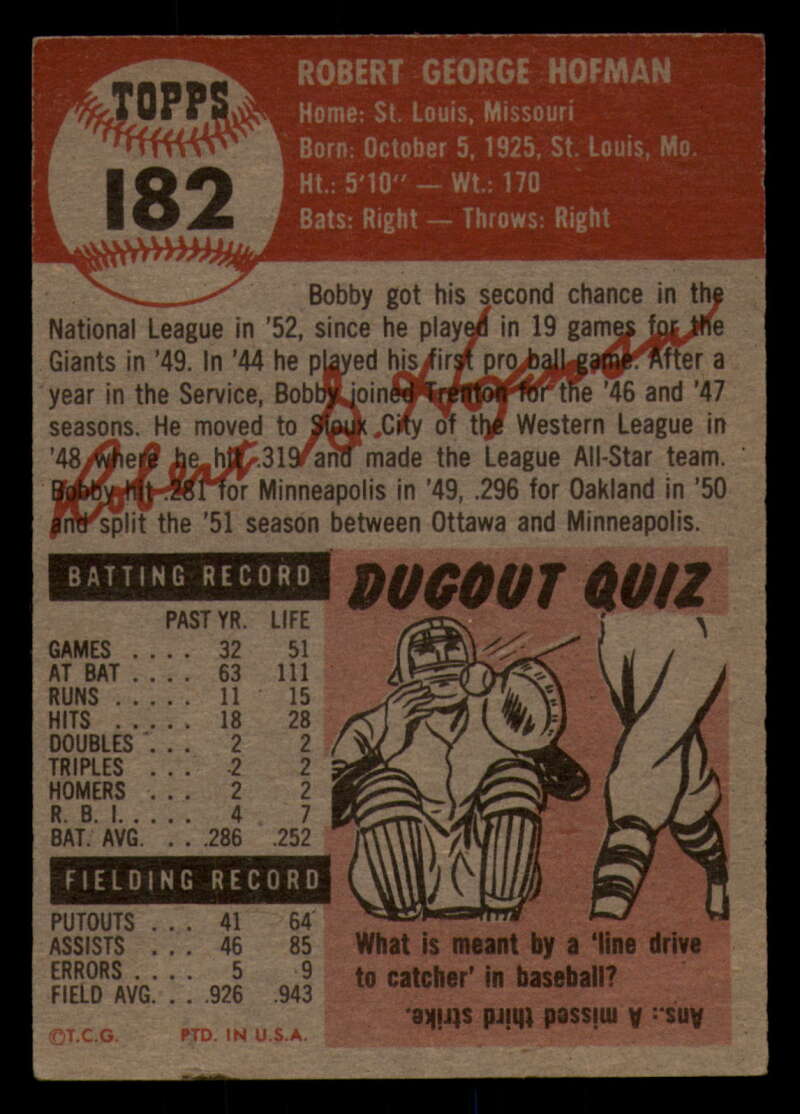 TOPPS
182
ROBERT GEORGE HOFMAN
Home: St. Louis, Missouri
Born: October 5, 1925, St. Louis, Mo.
Ht.: 5'10" — Wt.: 170
Bats: Right — Throws: Right
Bobby got his second chance in the
National League in '52, since he played in 19 games for the
Giants in '49. In '44 he played his first pro ball game. After a
year in the Service, Bobby joined Trenton for the '46 and '47
seasons. He moved to Sioux City of the Western League in
'48 where he hit .319 and made the League All-Star team.
Bobby hit .281 for Minneapolis in '49, .296 for Oakland in '50
and split the '51 season between Ottawa and Minneapolis.
Robert G. Hofman
BATTING RECORD
PAST YR. LIFE
GAMES . . . . 32 51
AT BAT . . . . 63 111
RUNS . . . . . 11 15
HITS . . . . . 18 28
DOUBLES . . . 2 2
TRIPLES . . . 2 2
HOMERS . . . 2 2
R. B. I. . . . . 4 7
BAT. AVG. . . .286 .252
FIELDING RECORD
PUTOUTS . . . 41 64
ASSISTS . . . 46 85
ERRORS . . . . 5 9
FIELD AVG. . . .926 .943
©T.C.G. PTD. IN U.S.A.
DUGOUT QUIZ
What is meant by a 'line drive
to catcher' in baseball?
Ans.: A missed third strike.